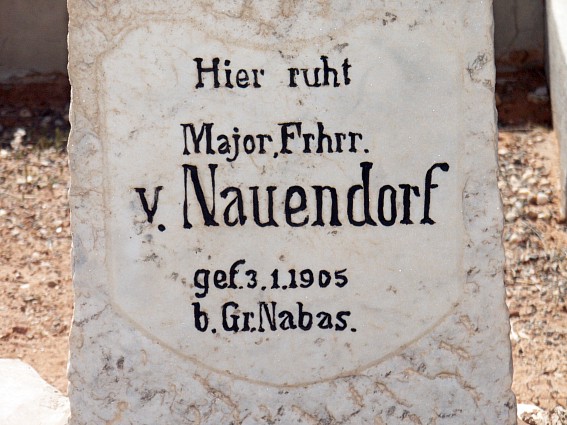 Hier ruht
Major, Frhrr.
v. Nauendorf
gef. 3.1.1905
b. Gr. Nabas.